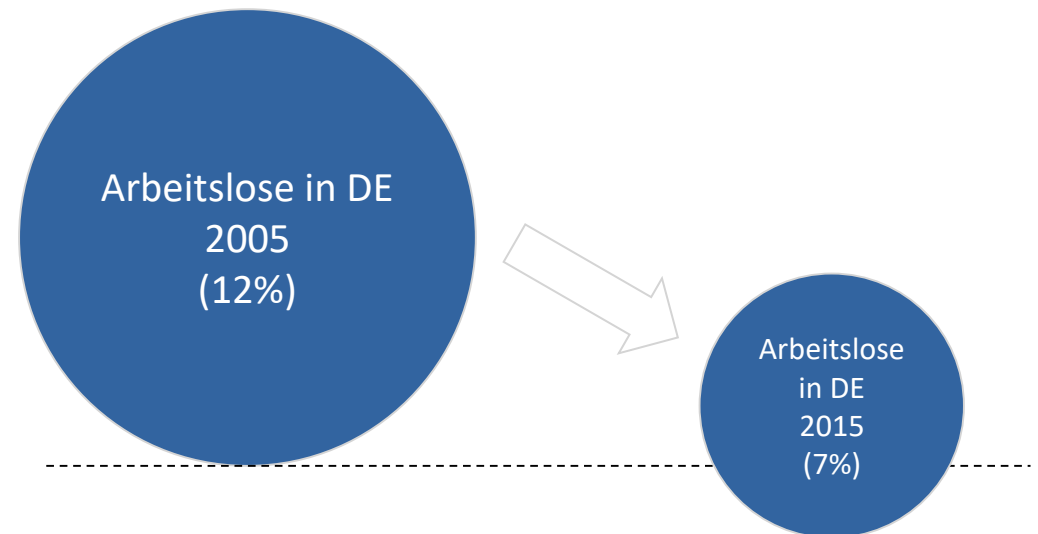 Arbeitslose in DE
2005
(12%)
Arbeitslose
in DE
2015
(7%)